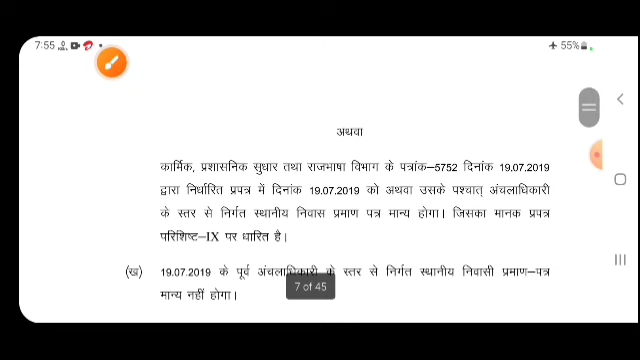 7:55
55%
अथवा
कार्मिक, प्रशासनिक सुधार तथा राजभाषा विभाग के पत्रांक–5752 दिनांक 19.07.2019
द्वारा निर्धारित प्रपत्र में दिनांक 19.07.2019 को अथवा उसके पश्चात् अंचलाधिकारी
के स्तर से निर्गत स्थानीय निवास प्रमाण पत्र मान्य होगा। जिसका मानक प्रपत्र
परिशिष्ट–IX पर धारित है।
(ख) 19.07.2019 के पूर्व अंचलाधिकारी के स्तर से निर्गत स्थानीय निवासी प्रमाण–पत्र
मान्य नहीं होगा।
7 of 45